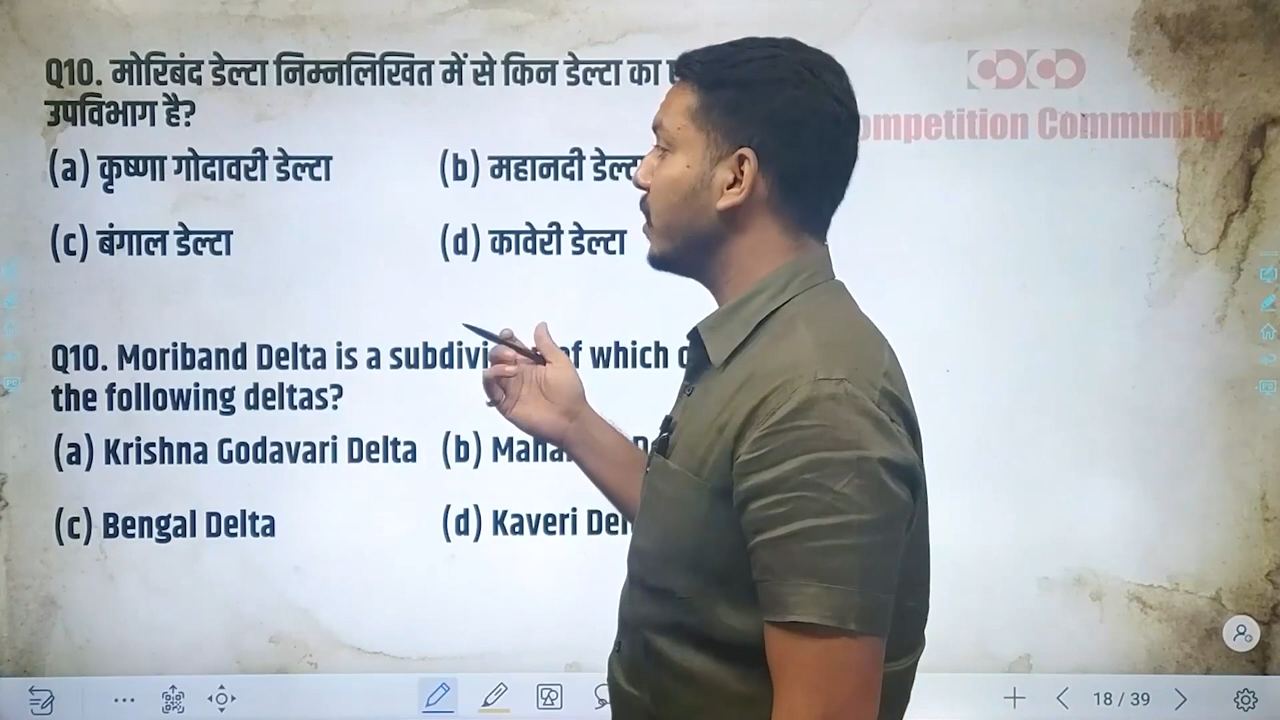 Q10. मोरिबंद डेल्टा निम्नलिखित में से किन डेल्टा का
उपविभाग है?
(a) कृष्णा गोदावरी डेल्टा (b) महानदी
(c) बंगाल डेल्टा (d) कावेरी डेल्टा
ompetition Community
Q10. Moriband Delta is a of which
the following deltas?
(a) Krishna Godavari Delta (b)
(c) Bengal Delta (d) Kaveri
18 / 39